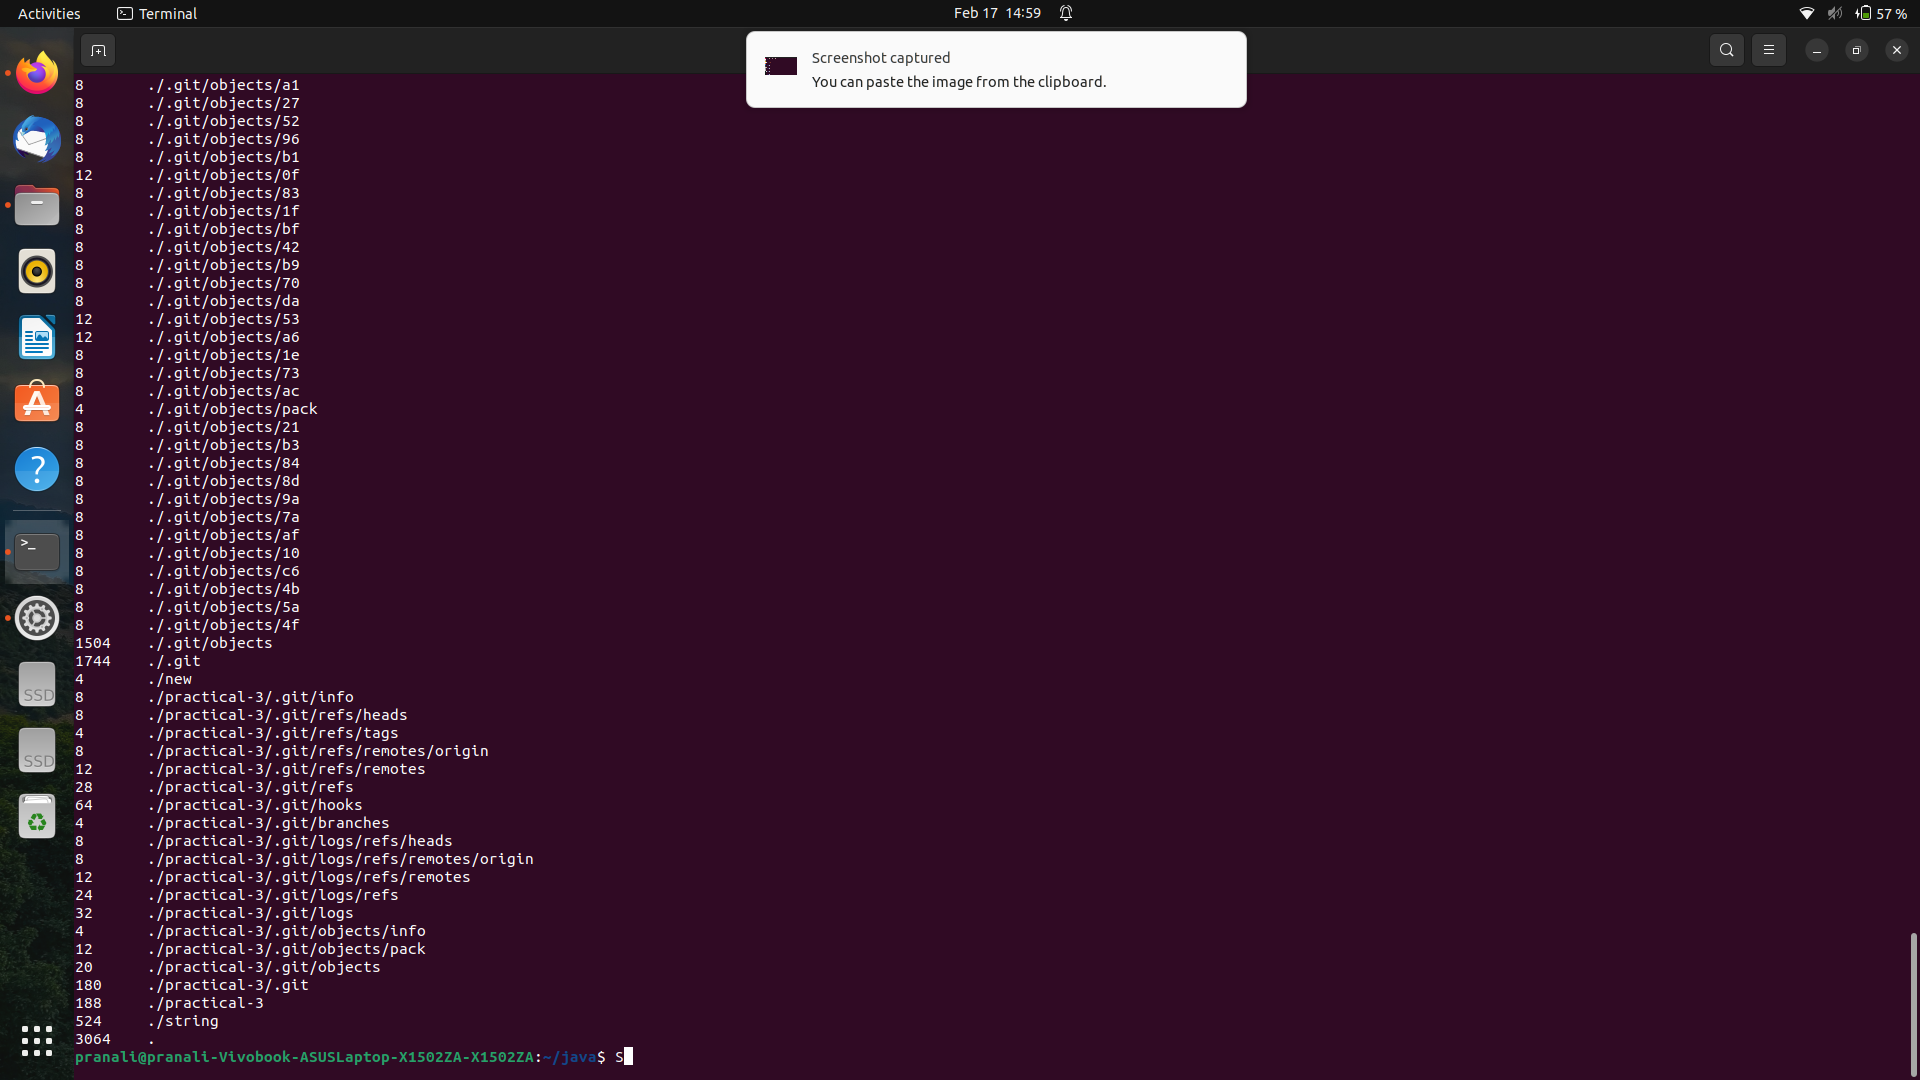 Activities
Terminal
Feb 17 14:59
57 %
Screenshot captured
You can paste the image from the clipboard.
8 ./.git/objects/a1
8 ./.git/objects/27
8 ./.git/objects/52
8 ./.git/objects/96
8 ./.git/objects/b1
12 ./.git/objects/0f
8 ./.git/objects/83
8 ./.git/objects/1f
8 ./.git/objects/bf
8 ./.git/objects/42
8 ./.git/objects/b9
8 ./.git/objects/70
8 ./.git/objects/da
12 ./.git/objects/53
12 ./.git/objects/a6
8 ./.git/objects/1e
8 ./.git/objects/73
8 ./.git/objects/ac
4 ./.git/objects/pack
8 ./.git/objects/21
8 ./.git/objects/b3
8 ./.git/objects/84
8 ./.git/objects/8d
8 ./.git/objects/9a
8 ./.git/objects/7a
8 ./.git/objects/af
8 ./.git/objects/10
8 ./.git/objects/c6
8 ./.git/objects/4b
8 ./.git/objects/5a
8 ./.git/objects/4f
1504 ./.git/objects
1744 ./.git
4 ./new
8 ./practical-3/.git/info
8 ./practical-3/.git/refs/heads
4 ./practical-3/.git/refs/tags
8 ./practical-3/.git/refs/remotes/origin
12 ./practical-3/.git/refs/remotes
28 ./practical-3/.git/refs
64 ./practical-3/.git/hooks
4 ./practical-3/.git/branches
8 ./practical-3/.git/logs/refs/heads
8 ./practical-3/.git/logs/refs/remotes/origin
12 ./practical-3/.git/logs/refs/remotes
24 ./practical-3/.git/logs/refs
32 ./practical-3/.git/logs
4 ./practical-3/.git/objects/info
12 ./practical-3/.git/objects/pack
20 ./practical-3/.git/objects
180 ./practical-3/.git
188 ./practical-3
524 ./string
3064 .
pranali@pranali-Vivobook-ASUSLaptop-X1502ZA-X1502ZA:~/java$ S
SSD
SSD